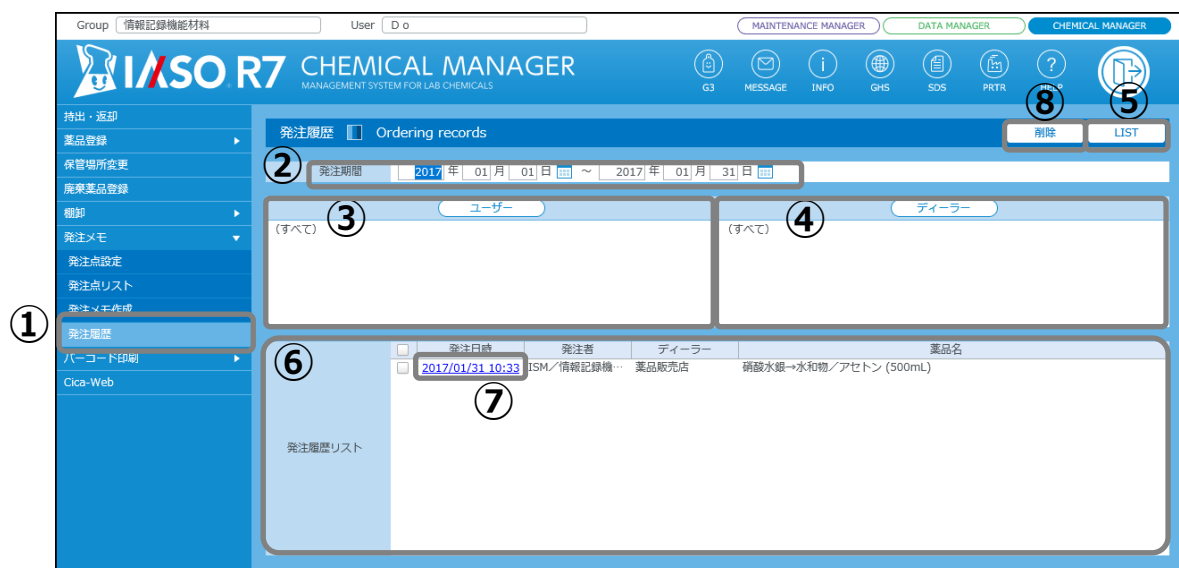 Group 情報記録機能材料 User D o MAINTENANCE MANAGER DATA MANAGER CHEMICAL MANAGER
IASO R7 CHEMICAL MANAGER
MANAGEMENT SYSTEM FOR LAB CHEMICALS
G3 MESSAGE INFO GHS SDS PRTR HELP
⑧ ⑤
持出・返却
薬品登録
保管場所変更
廃棄薬品登録
棚卸
発注メモ
発注点設定
発注点リスト
発注メモ作成
① 発注履歴
バーコード印刷
Cica-Web
発注履歴 Ordering records 削除 LIST
② 発注期間 2017 年 01 月 01 日 ~ 2017 年 01 月 31 日
③ ユーザー
(すべて)
④ ディーラー
(すべて)
⑥ 発注履歴リスト
発注日時 発注者 ディーラー 薬品名
2017/01/31 10:33 ISM/情報記録機… 薬品販売店 硝酸水銀→水和物/アセトン (500mL)
⑦